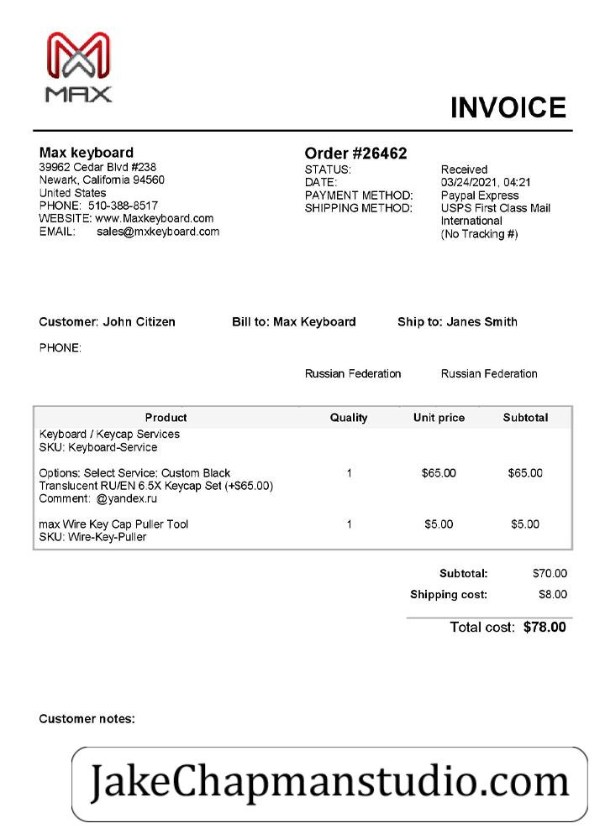 MAX
INVOICE
Max keyboard
39962 Cedar Blvd #238
Newark, California 94560
United States
PHONE: 510-388-8517
WEBSITE: www.Maxkeyboard.com
EMAIL: sales@mxkeyboard.com
Order #26462
STATUS: Received
DATE: 03/24/2021, 04:21
PAYMENT METHOD: Paypal Express
SHIPPING METHOD: USPS First Class Mail
International
(No Tracking #)
Customer: John Citizen Bill to: Max Keyboard Ship to: Janes Smith
PHONE:
Russian Federation Russian Federation
Product Quality Unit price Subtotal
Keyboard / Keycap Services
SKU: Keyboard-Service
Options: Select Service: Custom Black 1 $65.00 $65.00
Translucent RU/EN 6.5X Keycap Set (+$65.00)
Comment: @yandex.ru
max Wire Key Cap Puller Tool 1 $5.00 $5.00
SKU: Wire-Key-Puller
Subtotal: $70.00
Shipping cost: $8.00
Total cost: $78.00
Customer notes:
JakeChapmanstudio.com